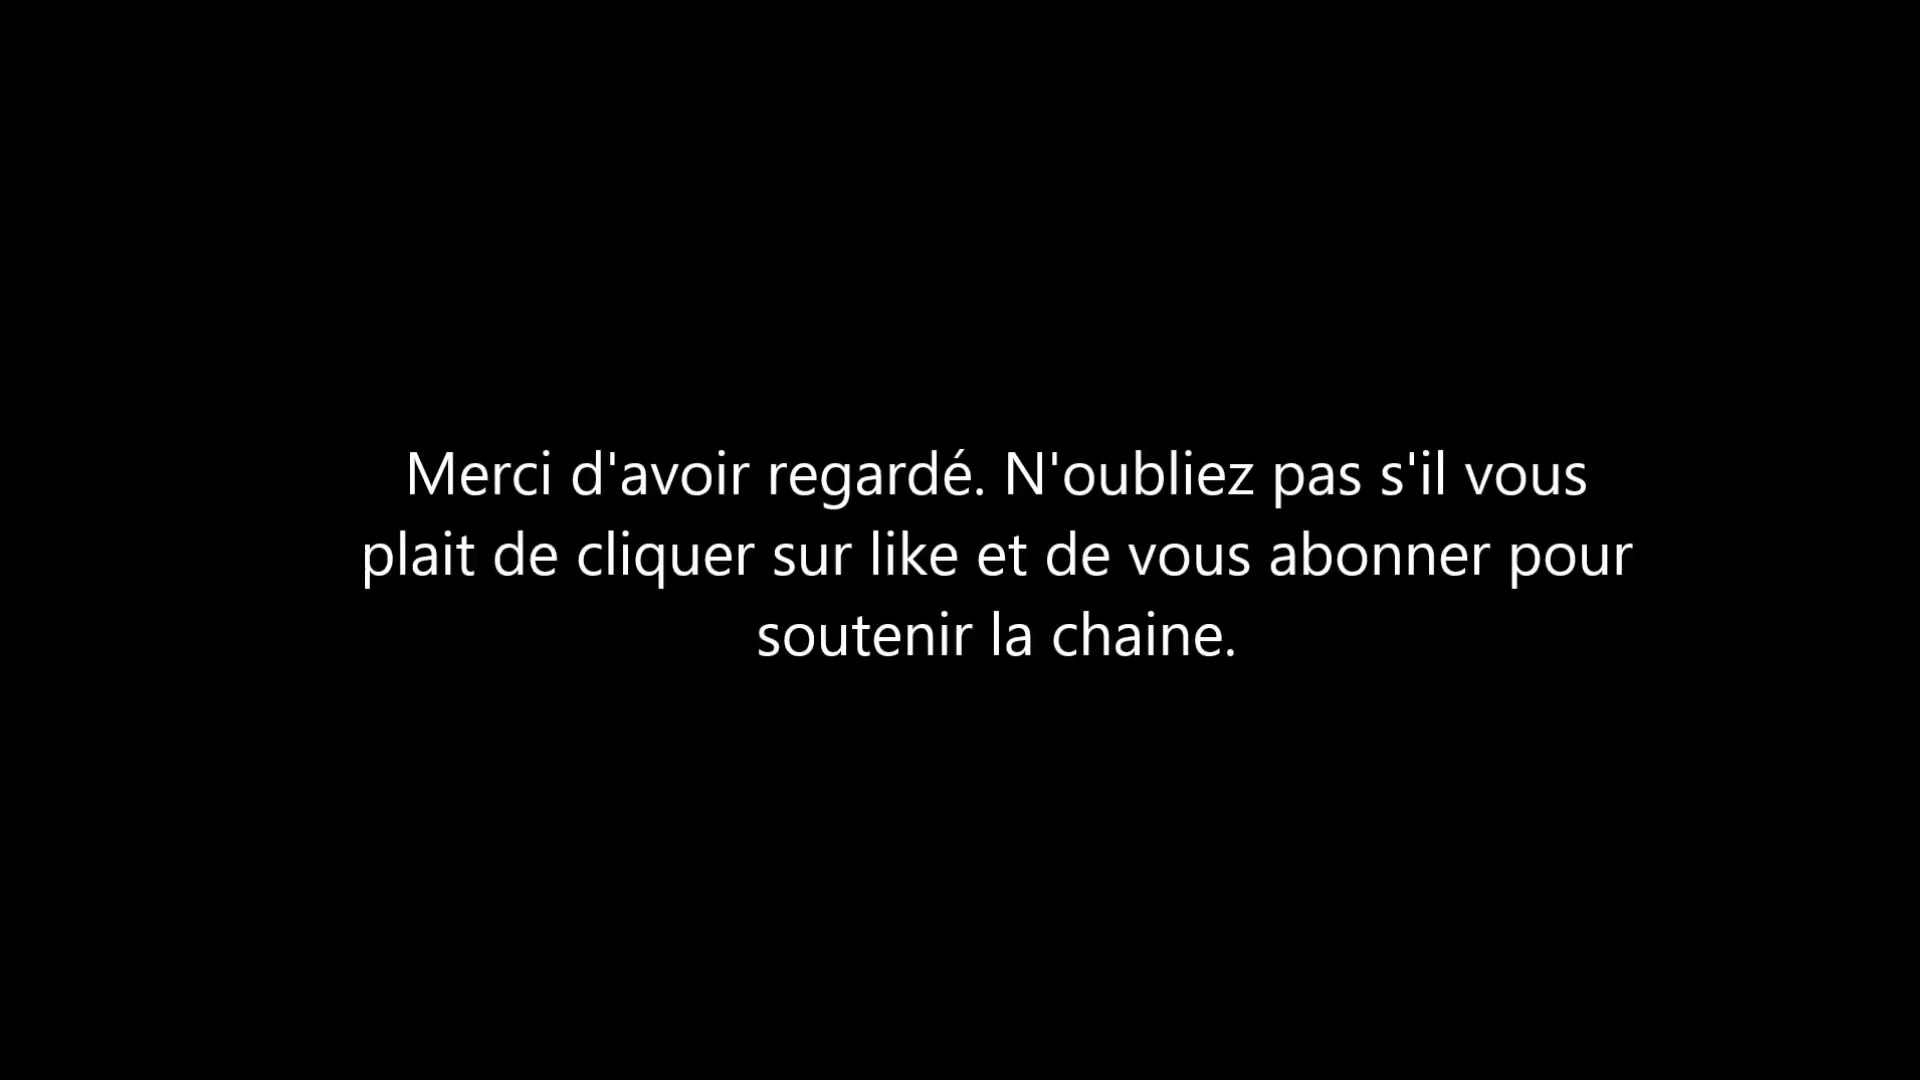 Merci d'avoir regardé. N'oubliez pas s'il vous
plait de cliquer sur like et de vous abonner pour
soutenir la chaine.